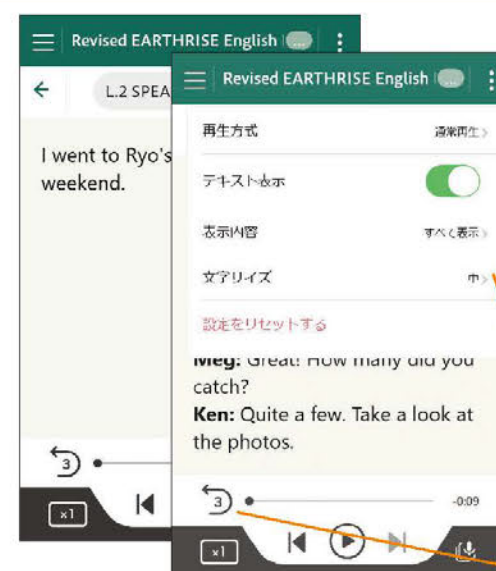 Revised EARTHRISE English
L.2 SPEA
I went to Ryo's
weekend.
3
x1
Revised EARTHRISE English
再生方式 通常再生 >
テキスト表示
表示内容 すべて表示 >
文字サイズ 中 >
設定をリセットする
Meg: Great! How many did you
catch?
Ken: Quite a few. Take a look at
the photos.
3 -0:09
x1